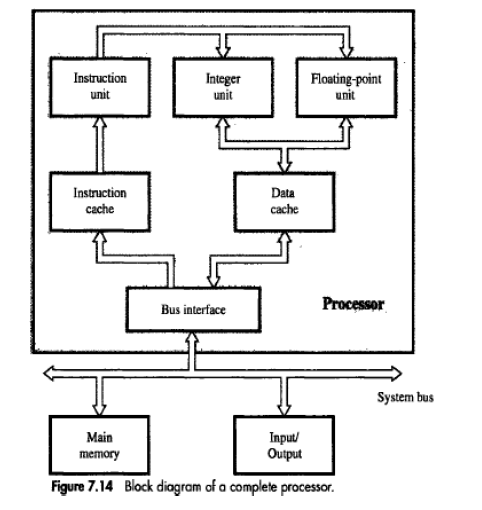 Instruction
unit
Integer
unit
Floating-point
unit
Instruction
cache
Data
cache
Bus interface
Processor
System bus
Main
memory
Input/
Output
Figure 7.14 Block diagram of a complete processor.